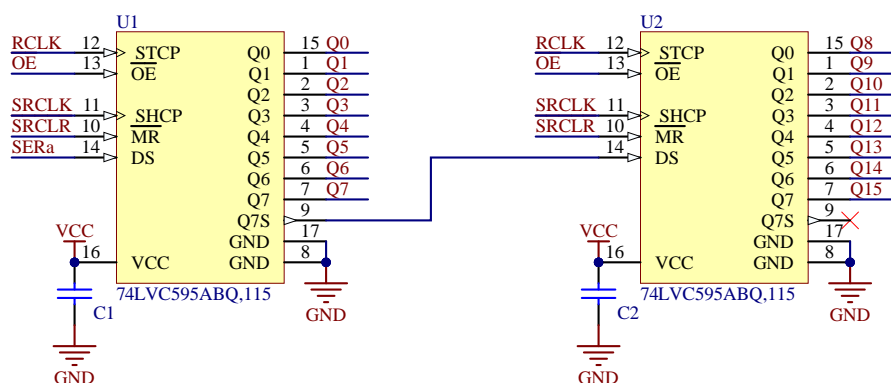 U1
RCLK 12 STCP Q0 15 Q0
OE 13 OE Q1 1 Q1
Q2 2 Q2
SRCLK 11 SHCP Q3 3 Q3
SRCLR 10 MR Q4 4 Q4
SERa 14 DS Q5 5 Q5
Q6 6 Q6
Q7 7 Q7
Q7S 9
GND 17
VCC 16 VCC GND 8
74LVC595ABQ,115
C1
GND
GND
U2
RCLK 12 STCP Q0 15 Q8
OE 13 OE Q1 1 Q9
Q2 2 Q10
SRCLK 11 SHCP Q3 3 Q11
SRCLR 10 MR Q4 4 Q12
14 DS Q5 5 Q13
Q6 6 Q14
Q7 7 Q15
Q7S 9
GND 17
VCC 16 VCC GND 8
74LVC595ABQ,115
C2
GND
GND